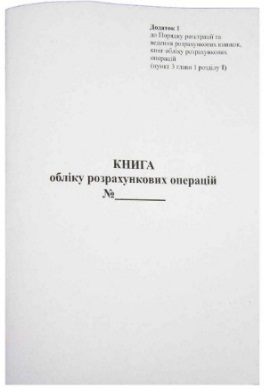 Додаток 1
до Порядку реєстрації та
ведення розрахункових книжок,
книг обліку розрахункових
операцій
(пункт 3 глави 1 розділу II)
КНИГА
обліку розрахункових операцій
№